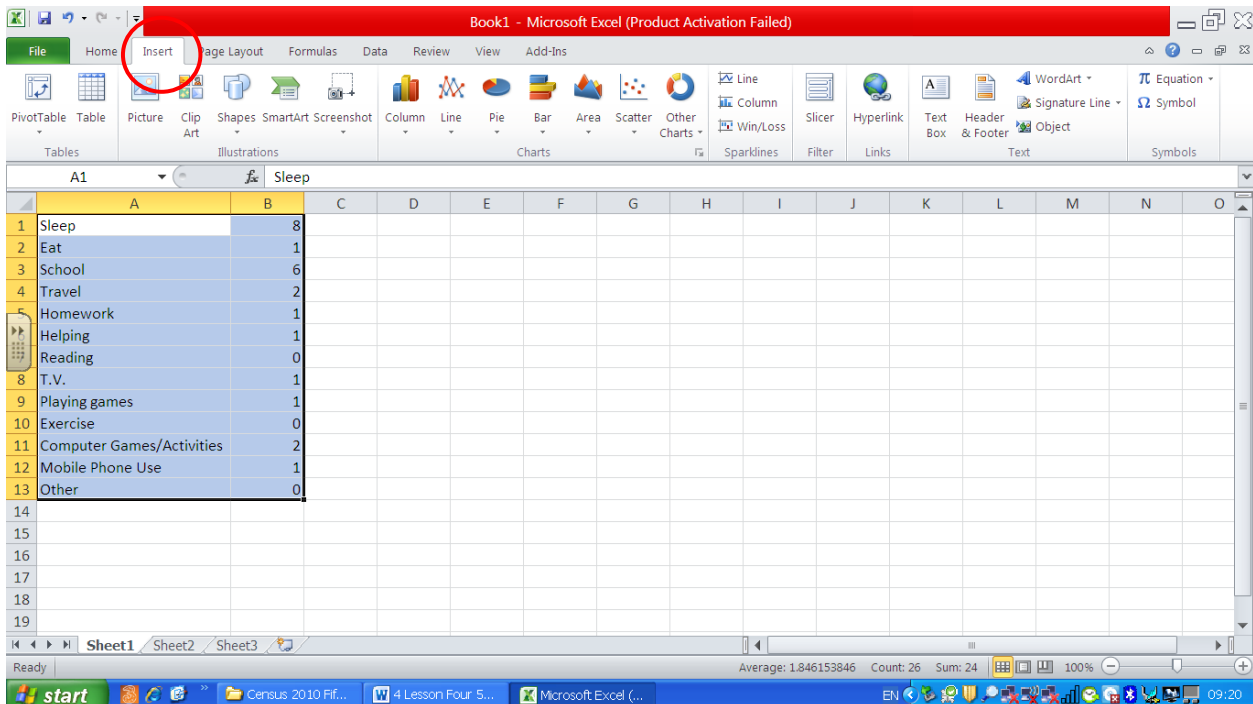 Book1 - Microsoft Excel (Product Activation Failed)
File Home Insert Page Layout Formulas Data Review View Add-Ins
PivotTable Table Picture Clip Art Shapes SmartArt Screenshot Column Line Pie Bar Area Scatter Other Charts Line Column Win/Loss Slicer Hyperlink Text Box Header & Footer WordArt Signature Line Object π Equation Ω Symbol
Tables Illustrations Charts Sparklines Filter Links Text Symbols
A1 fx Sleep
A B C D E F G H I J K L M N O
1 Sleep 8
2 Eat 1
3 School 6
4 Travel 2
5 Homework 1
Helping 1
Reading 0
8 T.V. 1
9 Playing games 1
10 Exercise 0
11 Computer Games/Activities 2
12 Mobile Phone Use 1
13 Other 0
14
15
16
17
18
19
Sheet1 Sheet2 Sheet3
Ready Average: 1.846153846 Count: 26 Sum: 24 100%
start Census 2010 Fif... 4 Lesson Four 5... Microsoft Excel (... EN 09:20